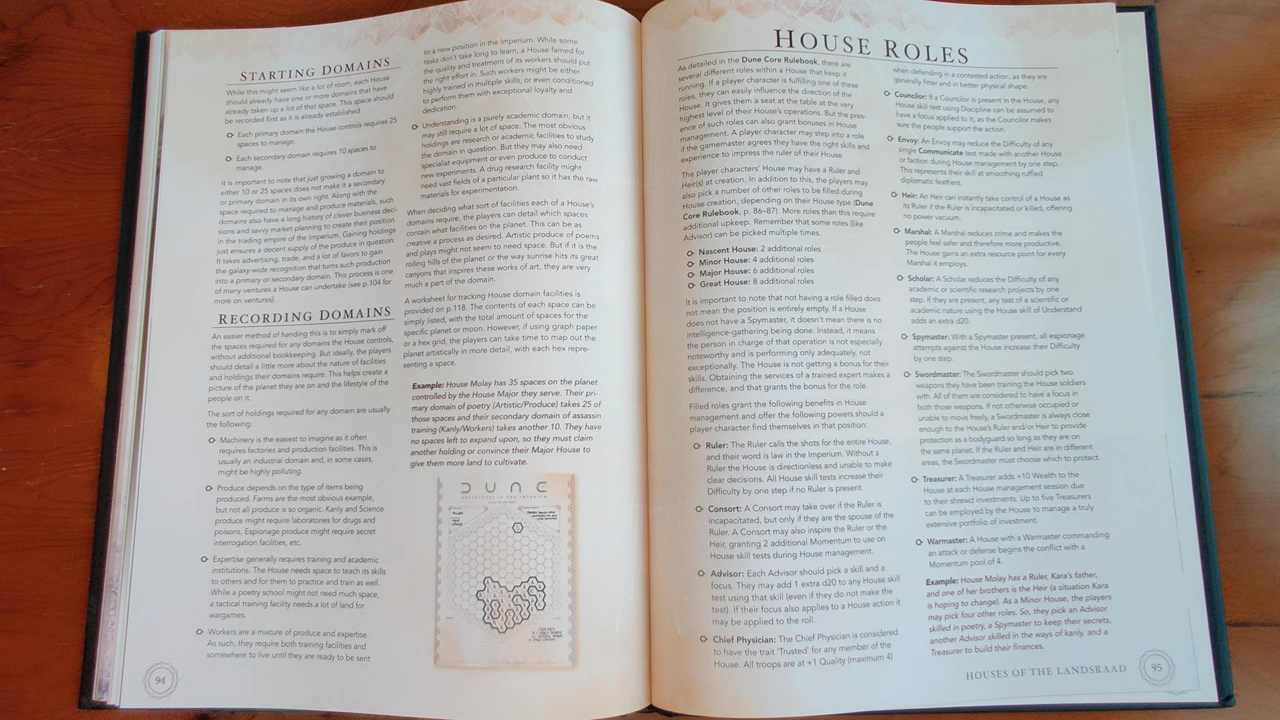 STARTING DOMAINS
While this might seem like a lot of room, each House
should already have one or more domains that have
already taken up a lot of that space. This space should
be recorded first as it is already established.
Each primary domain the House controls requires 25
spaces to manage.
Each secondary domain requires 10 spaces to
manage.
It is important to note that just growing a domain to
either 10 or 25 spaces does not make it a secondary
or primary domain in its own right. Along with the
space required to manage and produce materials, such
domains also have a long history of clever business deci-
sions and savvy market planning to create their position
in the trading empire of the Imperium. Gaining holdings
just ensures a decent supply of the produce in question.
It takes advertising, trade, and a lot of favors to gain
the galaxy-wide recognition that turns such production
into a primary or secondary domain. This process is one
of many ventures a House can undertake (see p.104 for
more on ventures).
RECORDING DOMAINS
An easier method of handing this is to simply mark off
the spaces required for any domains the House controls,
without additional bookkeeping. But ideally, the players
should detail a little more about the nature of facilities
and holdings their domains require. This helps create a
picture of the planet they are on and the lifestyle of the
people on it.
The sort of holdings required for any domain are usually
the following:
Machinery is the easiest to imagine as it often
requires factories and production facilities. This is
usually an industrial domain and, in some cases,
might be highly polluting.
Produce depends on the type of items being
produced. Farms are the most obvious example,
but not all produce is so organic. Kanly and Science
produce might require laboratories for drugs and
poisons, Espionage produce might require secret
interrogation facilities, etc.
Expertise generally requires training and academic
institutions. The House needs space to teach its skills
to others and for them to practice and train as well.
While a poetry school might not need much space,
a tactical training facility needs a lot of land for
wargames.
Workers are a mixture of produce and expertise.
As such, they require both training facilities and
somewhere to live until they are ready to be sent
94
to a new position in the Imperium. While some
tasks don't take long to learn, a House famed for
the quality and treatment of its workers should put
the right effort in. Such workers might be either
highly trained in multiple skills, or even conditioned
to perform them with exceptional loyalty and
dedication.
Understanding is a purely academic domain, but it
may still require a lot of space. The most obvious
holdings are research or academic facilities to study
the domain in question. But they may also need
specialist equipment or even produce to conduct
new experiments. A drug research facility might
need vast fields of a particular plant so it has the raw
materials for experimentation.
When deciding what sort of facilities each of a House's
domains require, the players can detail which spaces
contain what facilities on the planet. This can be as
creative a process as desired. Artistic produce of poems
and plays might not seem to need space. But if it is the
rolling hills of the planet or the way sunrise hits its great
canyons that inspires these works of art, they are very
much a part of the domain.
A worksheet for tracking House domain facilities is
provided on p.118. The contents of each space can be
simply listed, with the total amount of spaces for the
specific planet or moon. However, if using graph paper
or a hex grid, the players can take time to map out the
planet artistically in more detail, with each hex repre-
senting a space.
Example: House Molay has 35 spaces on the planet
controlled by the House Major they serve. Their pri-
mary domain of poetry (Artistic/Produce) takes 25 of
those spaces and their secondary domain of assassin
training (Kanly/Workers) takes another 10. They have
no spaces left to expand upon, so they must claim
another holding or convince their Major House to
give them more land to cultivate.
DUNE
HOUSE ROLES
As detailed in the Dune Core Rulebook, there are
several different roles within a House that keep it
running. If a player character is fulfilling one of these
roles, they can easily influence the direction of the
House. It gives them a seat at the table at the very
highest level of their House's operations. But the pres-
ence of such roles can also grant bonuses in House
management. A player character may step into a role
if the gamemaster agrees they have the right skills and
experience to impress the ruler of their House.
The player characters' House may have a Ruler and
Heir(s) at creation. In addition to this, the players may
also pick a number of other roles to be filled during
House creation, depending on their House type (Dune
Core Rulebook, p. 86–87). More roles than this require
additional upkeep. Remember that some roles (like
Advisor) can be picked multiple times.
Nascent House: 2 additional roles
Minor House: 4 additional roles
Major House: 6 additional roles
Great House: 8 additional roles
It is important to note that not having a role filled does
not mean the position is entirely empty. If a House
does not have a Spymaster, it doesn't mean there is no
intelligence-gathering being done. Instead, it means
the person in charge of that operation is not especially
noteworthy and is performing only adequately, not
exceptionally. The House is not getting a bonus for their
skills. Obtaining the services of a trained expert makes a
difference, and that grants the bonus for the role.
Filled roles grant the following benefits in House
management and offer the following powers should a
player character find themselves in that position:
Ruler: The Ruler calls the shots for the entire House,
and their word is law in the Imperium. Without a
Ruler the House is directionless and unable to make
clear decisions. All House skill tests increase their
Difficulty by one step if no Ruler is present.
Consort: A Consort may take over if the Ruler is
incapacitated, but only if they are the spouse of the
Ruler. A Consort may also inspire the Ruler or the
Heir, granting 2 additional Momentum to use on
House skill tests during House management.
Advisor: Each Advisor should pick a skill and a
focus. They may add 1 extra d20 to any House skill
test using that skill (even if they do not make the
test). If their focus also applies to a House action it
may be applied to the roll.
Chief Physician: The Chief Physician is considered
to have the trait 'Trusted' for any member of the
House. All troops are at +1 Quality (maximum 4)
when defending in a contested action, as they are
generally fitter and in better physical shape.
Councilor: If a Councilor is present in the House, any
House skill test using Discipline can be assumed to
have a focus applied to it, as the Councilor makes
sure the people support the action.
Envoy: An Envoy may reduce the Difficulty of any
single Communicate test made with another House
or faction during House management by one step.
This represents their skill at smoothing ruffled
diplomatic feathers.
Heir: An Heir can instantly take control of a House as
its Ruler if the Ruler is incapacitated or killed, offering
no power vacuum.
Marshal: A Marshal reduces crime and makes the
people feel safer and therefore more productive.
The House gains an extra resource point for every
Marshal it employs.
Scholar: A Scholar reduces the Difficulty of any
academic or scientific research projects by one
step. If they are present, any test of a scientific or
academic nature using the House skill of Understand
adds an extra d20.
Spymaster: With a Spymaster present, all espionage
attempts against the House increase their Difficulty
by one step.
Swordmaster: The Swordmaster should pick two
weapons they have been training the House soldiers
with. All of them are considered to have a focus in
both those weapons. If not otherwise occupied or
unable to move freely, a Swordmaster is always close
enough to the House's Ruler and/or Heir to provide
protection as a bodyguard so long as they are on
the same planet. If the Ruler and Heir are in different
areas, the Swordmaster must choose which to protect.
Treasurer: A Treasurer adds +10 Wealth to the
House at each House management session due
to their shrewd investments. Up to five Treasurers
can be employed by the House to manage a truly
extensive portfolio of investment.
Warmaster: A House with a Warmaster commanding
an attack or defense begins the conflict with a
Momentum pool of 4.
Example: House Molay has a Ruler, Kara's father,
and one of her brothers is the Heir (a situation Kara
is hoping to change). As a Minor House, the players
may pick four other roles. So, they pick an Advisor
skilled in poetry, a Spymaster to keep their secrets,
another Advisor skilled in the ways of kanly, and a
Treasurer to build their finances.
HOUSES OF THE LANDSRAAD
95